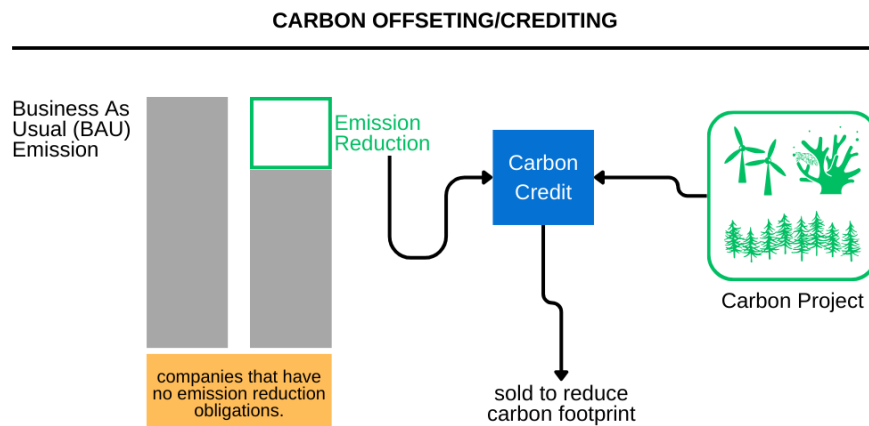 CARBON OFFSETING/CREDITING
Business As
Usual (BAU)
Emission
Emission
Reduction
Carbon
Credit
Carbon Project
companies that have
no emission reduction
obligations.
sold to reduce
carbon footprint